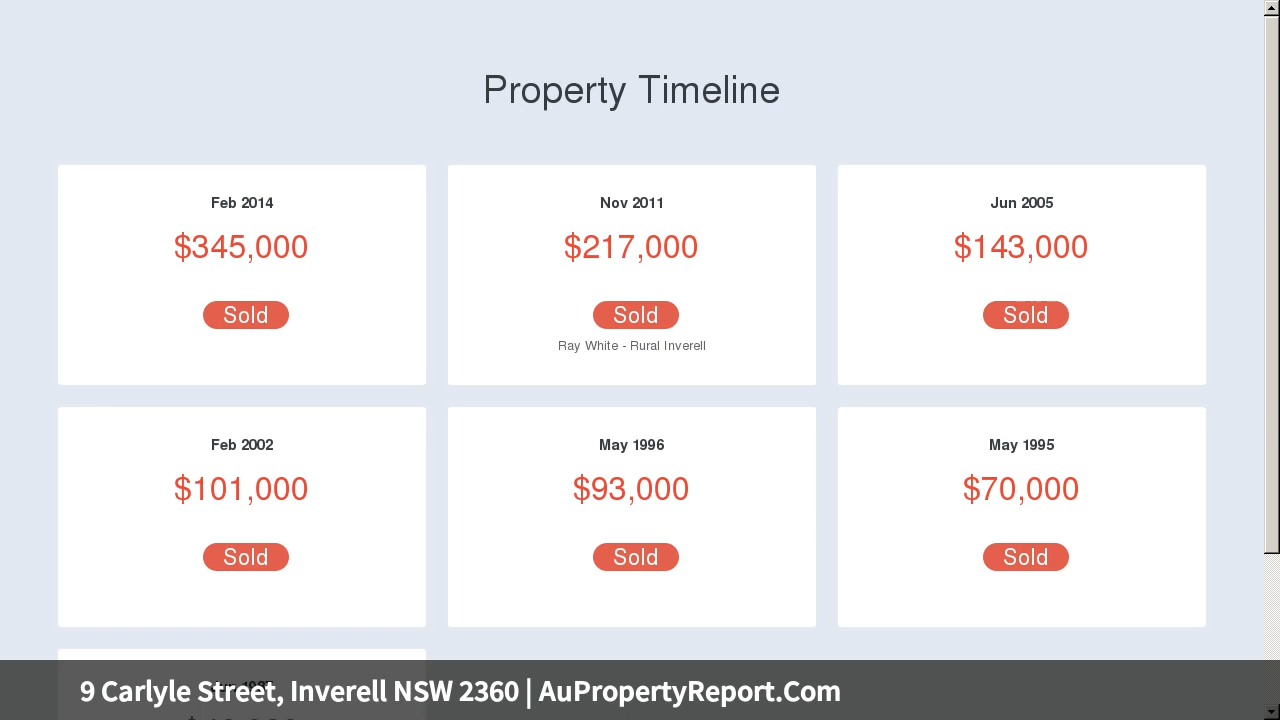 Property Timeline
Feb 2014
$345,000
Sold
Nov 2011
$217,000
Sold
Ray White - Rural Inverell
Jun 2005
$143,000
Sold
Feb 2002
$101,000
Sold
May 1996
$93,000
Sold
May 1995
$70,000
Sold
9 Carlyle Street, Inverell NSW 2360 | AuPropertyReport.Com